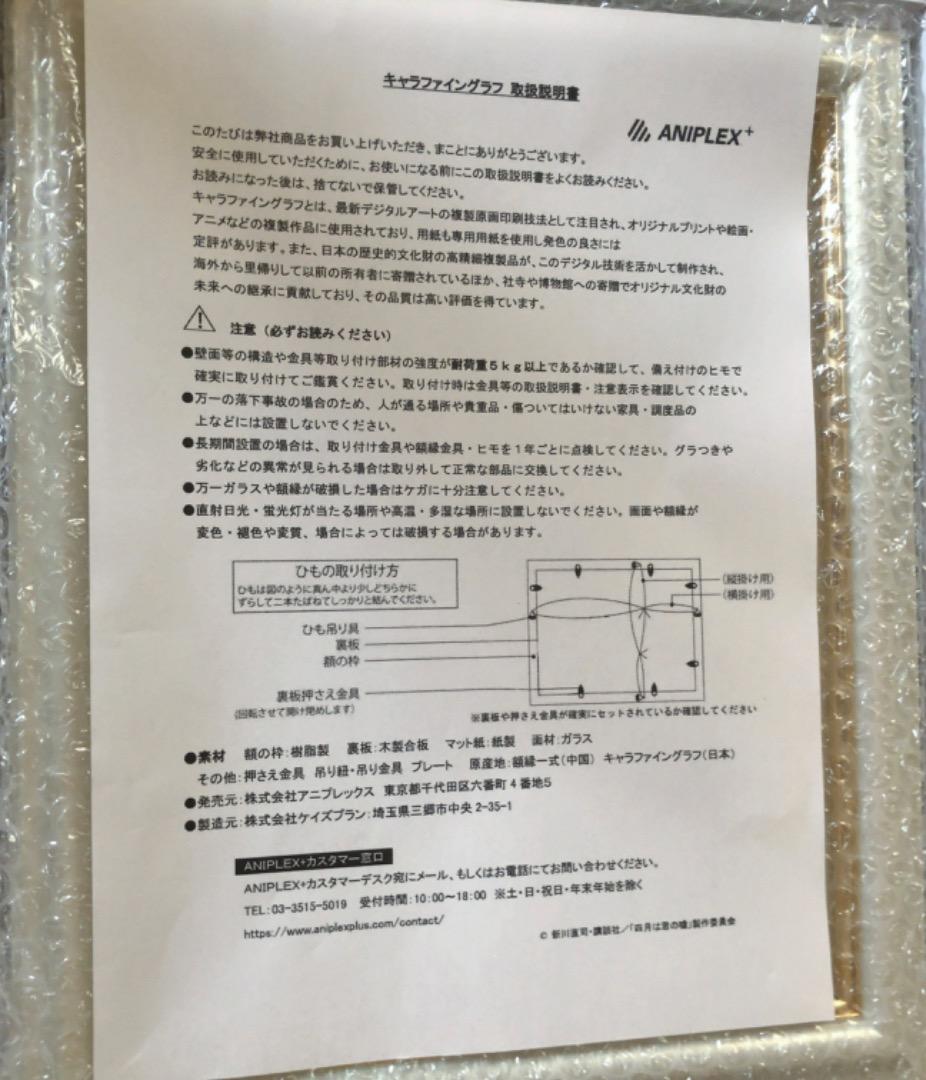 キャラファイングラフ 取扱説明書
ANIPLEX+
このたびは弊社商品をお買い上げいただき、まことにありがとうございます。
安全に使用していただくために、お使いになる前にこの取扱説明書をよくお読みください。
お読みになった後は、捨てないで保管してください。
キャラファイングラフとは、最新デジタルアートの複製原画印刷技法として注目され、オリジナルプリントや絵画・
アニメなどの複製作品に使用されており、用紙も専用用紙を使用し発色の良さには
定評があります。また、日本の歴史的文化財の高精細複製品が、このデジタル技術を活かして制作され、
海外から里帰りして以前の所有者に寄贈されているほか、社寺や博物館への寄贈でオリジナル文化財の
未来への継承に貢献しており、その品質は高い評価を得ています。
注意（必ずお読みください）
●壁面等の構造や金具等取り付け部材の強度が耐荷重5kg以上であるか確認して、備え付けのヒモで
確実に取り付けてご鑑賞ください。取り付け時は金具等の取扱説明書・注意表示を確認してください。
●万一の落下事故の場合のため、人が通る場所や貴重品・傷ついてはいけない家具・調度品の
上などには設置しないでください。
●長期間設置の場合は、取り付け金具や額縁金具・ヒモを1年ごとに点検してください。グラつきや
劣化などの異常が見られる場合は取り外して正常な部品に交換してください。
●万一ガラスや額縁が破損した場合はケガに十分注意してください。
●直射日光・蛍光灯が当たる場所や高温・多湿な場所に設置しないでください。画面や額縁が
変色・褪色や変質、場合によっては破損する場合があります。
ひもの取り付け方
ひもは図のように真ん中より少しどちらかに
ずらして二本たばねてしっかりと結んでください。
(縦掛け用)
(横掛け用)
ひも吊り具
裏板
額の枠
裏板押さえ金具
(回転させて開け閉めします)
※裏板や押さえ金具が確実にセットされているか確認してください
●素材 額の枠:樹脂製 裏板:木製合板 マット紙:紙製 面材:ガラス
その他:押さえ金具 吊り紐・吊り金具 プレート 原産地:額縁一式(中国) キャラファイングラフ(日本)
●発売元:株式会社アニプレックス 東京都千代田区六番町4番地5
●製造元:株式会社ケイズプラン:埼玉県三郷市中央2-35-1
ANIPLEX+カスタマー窓口
ANIPLEX+カスタマーデスク宛にメール、もしくはお電話にてお問い合わせください。
TEL:03-3515-5019 受付時間:10:00〜18:00 ※土・日・祝日・年末年始を除く
https://www.aniplexplus.com/contact/
© 新川直司・講談社／「四月は君の嘘」製作委員会